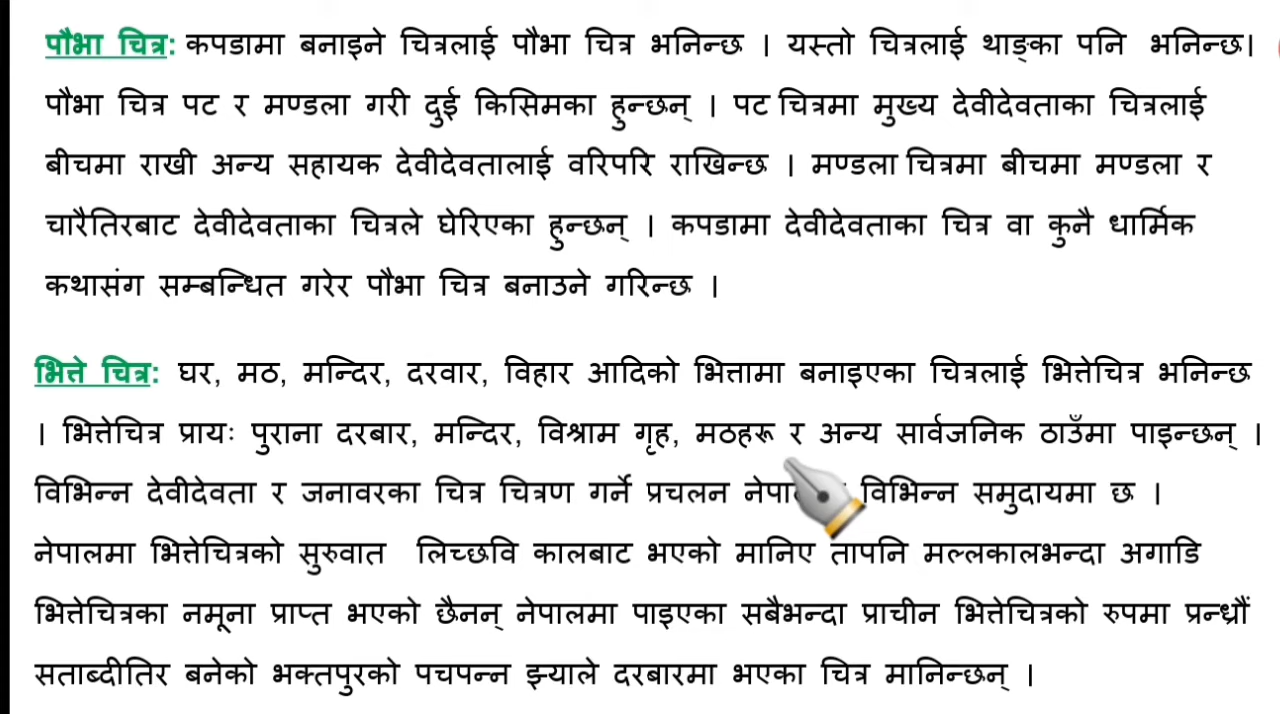 पौभा चित्र: कपडामा बनाइने चित्रलाई पौभा चित्र भनिन्छ । यस्तो चित्रलाई थाङ्का पनि भनिन्छ।
पौभा चित्र पट र मण्डला गरी दुई किसिमका हुन्छन् । पट चित्रमा मुख्य देवीदेवताका चित्रलाई
बीचमा राखी अन्य सहायक देवीदेवतालाई वरिपरि राखिन्छ । मण्डला चित्रमा बीचमा मण्डला र
चारैतिरबाट देवीदेवताका चित्रले घेरिएका हुन्छन् । कपडामा देवीदेवताका चित्र वा कुनै धार्मिक
कथासंग सम्बन्धित गरेर पौभा चित्र बनाउने गरिन्छ ।
भित्ते चित्र: घर, मठ, मन्दिर, दरवार, विहार आदिको भित्तामा बनाइएका चित्रलाई भित्तेचित्र भनिन्छ
। भित्तेचित्र प्रायः पुराना दरबार, मन्दिर, विश्राम गृह, मठहरू र अन्य सार्वजनिक ठाउँमा पाइन्छन् ।
विभिन्न देवीदेवता र जनावरका चित्र चित्रण गर्ने प्रचलन विभिन्न समुदायमा छ ।
नेपालमा भित्तेचित्रको सुरुवात लिच्छवि कालबाट भएको मानिए तापनि मल्लकालभन्दा अगाडि
भित्तेचित्रका नमूना प्राप्त भएको छैनन् नेपालमा पाइएका सबैभन्दा प्राचीन भित्तेचित्रको रुपमा प्रन्ध्रौं
सताब्दीतिर बनेको भक्तपुरको पचपन्न झ्याले दरबारमा भएका चित्र मानिन्छन् ।